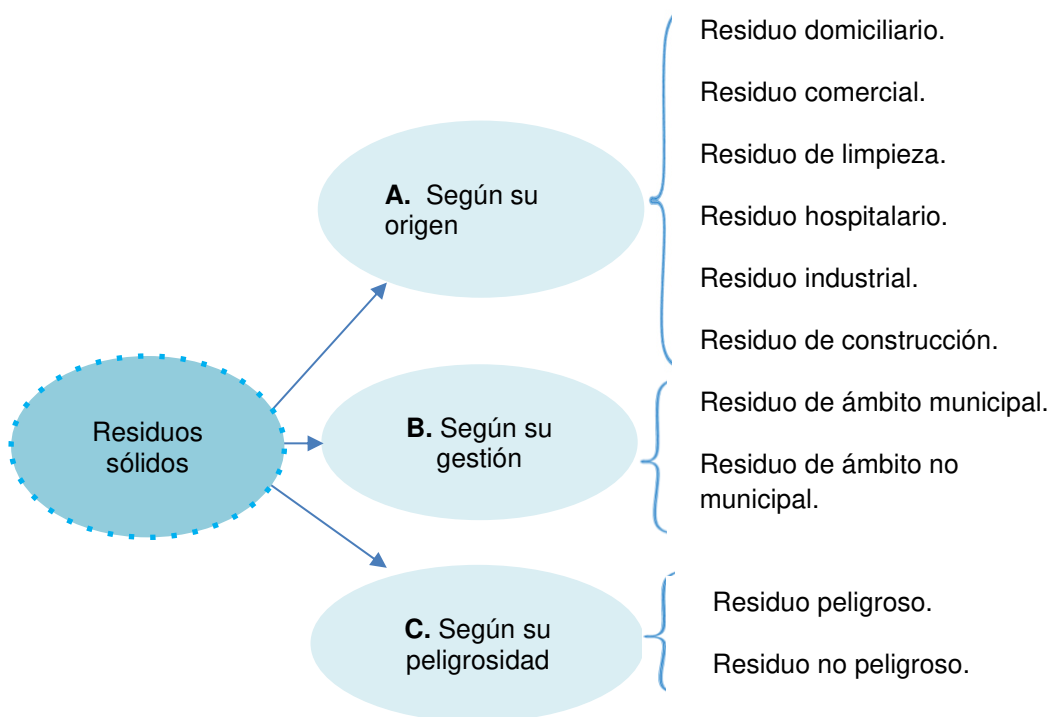 Residuos
sólidos
A. Según su
origen
Residuo domiciliario.
Residuo comercial.
Residuo de limpieza.
Residuo hospitalario.
Residuo industrial.
Residuo de construcción.
B. Según su
gestión
Residuo de ámbito municipal.
Residuo de ámbito no
municipal.
C. Según su
peligrosidad
Residuo peligroso.
Residuo no peligroso.